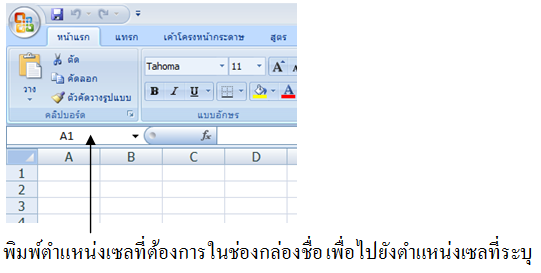 หน้าแรก แทรก เค้าโครงหน้ากระดาษ สูตร
วาง
ตัด
คัดลอก
ตัวคัดวางรูปแบบ
คลิปบอร์ด
Tahoma 11 A
B I U A
แบบอักษร
A1 fx
A B C D
1
2
3
4
พิมพ์ตำแหน่งเซลที่ต้องการในช่องกล่องชื่อ เพื่อไปยังตำแหน่งเซลที่ระบุ